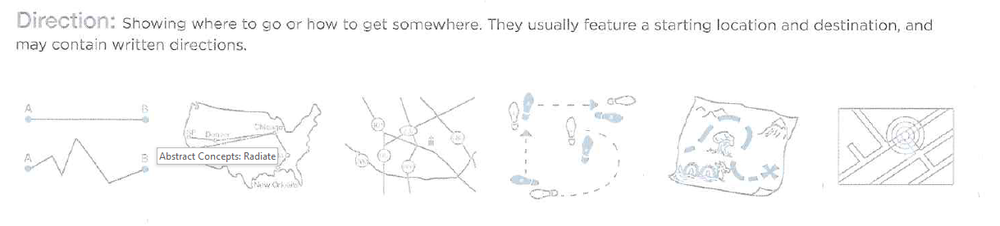 Direction: Showing where to go or how to get somewhere. They usually feature a starting location and destination, and
may contain written directions.
A B
SF Denver Chicago
A B
Abstract Concepts: Radiate
New Orleans